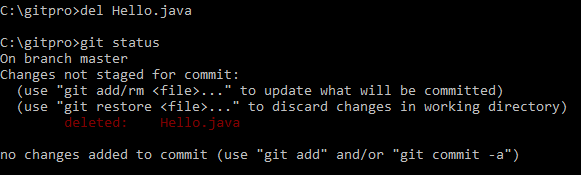 C:\gitpro>del Hello.java
C:\gitpro>git status
On branch master
Changes not staged for commit:
  (use "git add/rm <file>..." to update what will be committed)
  (use "git restore <file>..." to discard changes in working directory)
        deleted:    Hello.java
no changes added to commit (use "git add" and/or "git commit -a")